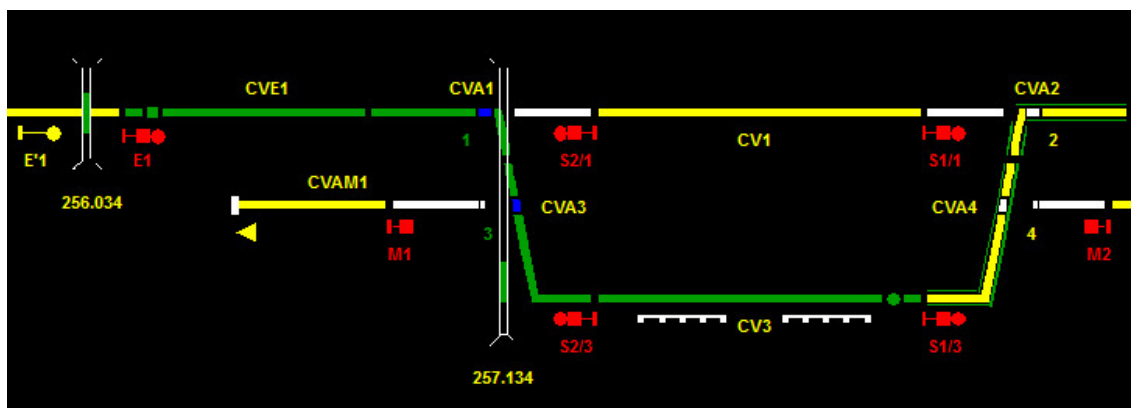 CVE1
CVA1
CVA2
E'1
E1
1
S2/1
CV1
S1/1
2
256.034
CVAM1
CVA3
CVA4
3
M1
4
M2
S2/3
CV3
S1/3
257.134